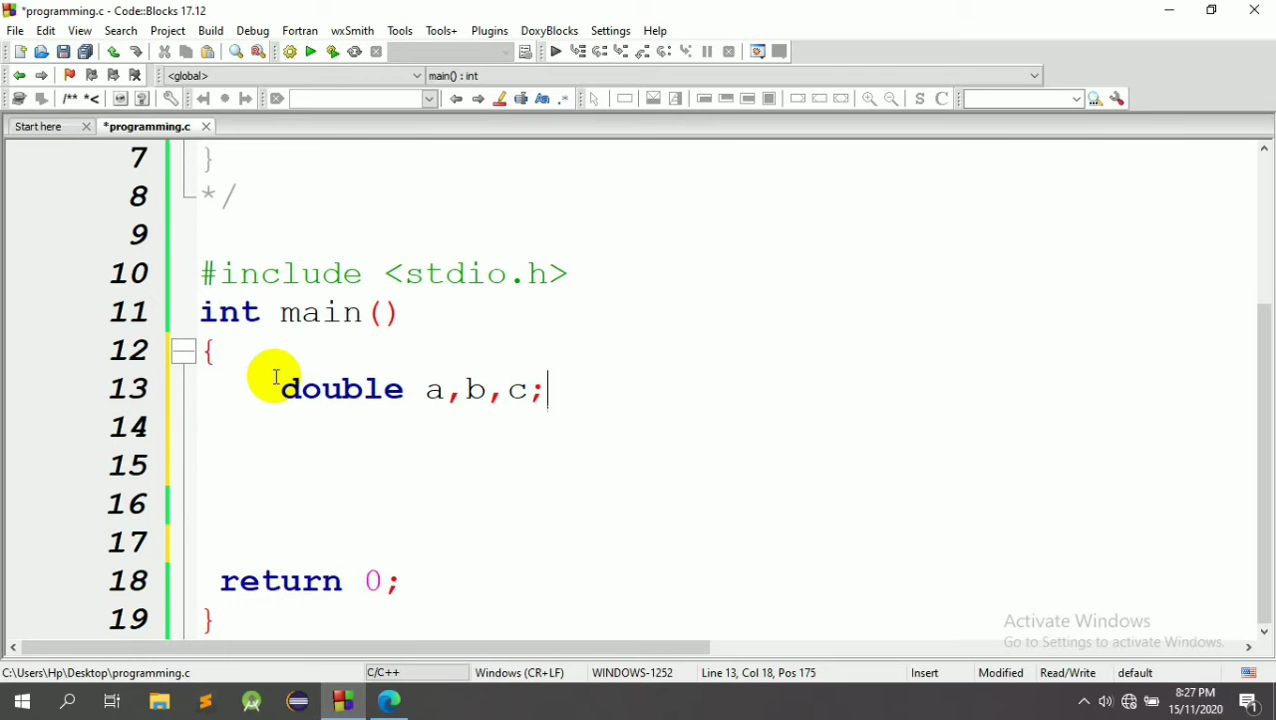 *programming.c - Code::Blocks 17.12
File Edit View Search Project Build Debug Fortran wxSmith Tools Tools+ Plugins DoxyBlocks Settings Help
<global> main() : int
/** *< S C
Start here *programming.c
7 }
8 */
9
10 #include <stdio.h>
11 int main()
12 {
13 double a,b,c;
14
15
16
17
18 return 0;
19 }
Activate Windows
Go to Settings to activate Windows.
C:\Users\Hp\Desktop\programming.c C/C++ Windows (CR+LF) WINDOWS-1252 Line 13, Col 18, Pos 175 Insert Modified Read/Write default
8:27 PM
15/11/2020